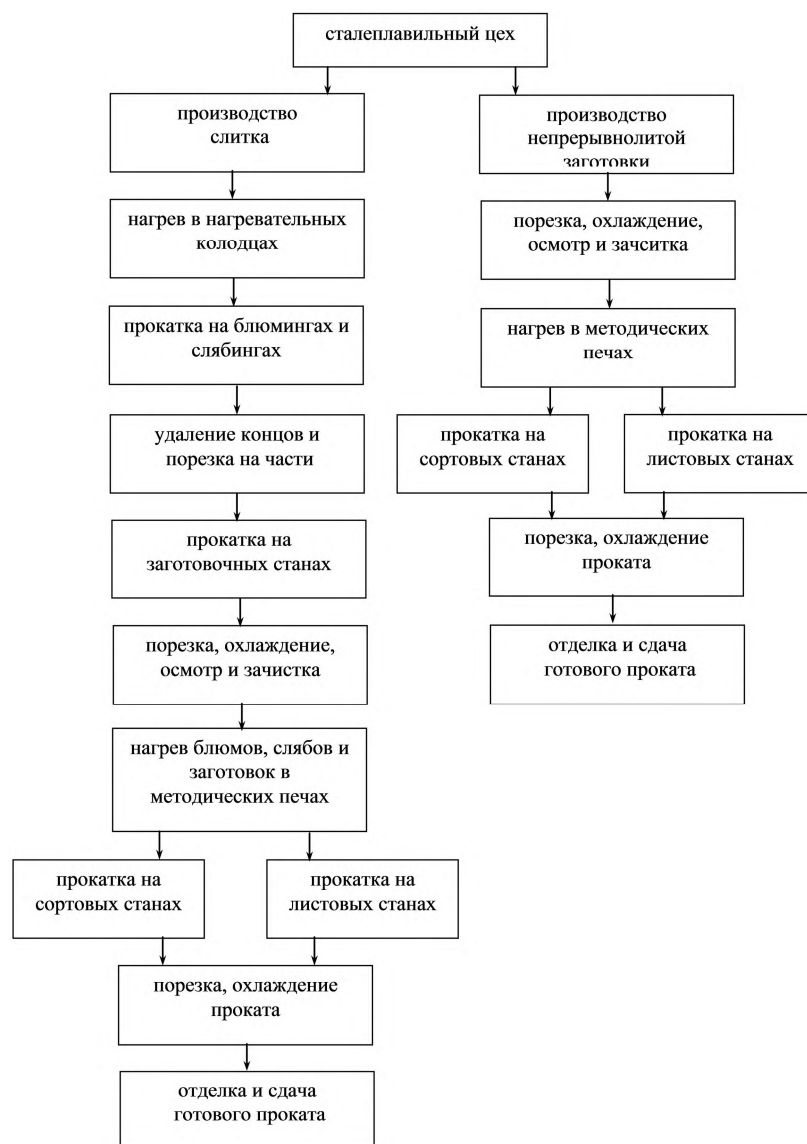 сталеплавильный цех
производство
слитка
нагрев в нагревательных
колодцах
прокатка на блюмингах и
слябингах
удаление концов и
порезка на части
прокатка на
заготовочных станах
порезка, охлаждение,
осмотр и зачистка
нагрев блюмов, слябов и
заготовок в
методических печах
прокатка на
сортовых станах
прокатка на
листовых станах
порезка, охлаждение
проката
отделка и сдача
готового проката
производство
непрерывнолитой
заготовки
порезка, охлаждение,
осмотр и зачситка
нагрев в методических
печах
прокатка на
сортовых станах
прокатка на
листовых станах
порезка, охлаждение
проката
отделка и сдача
готового проката